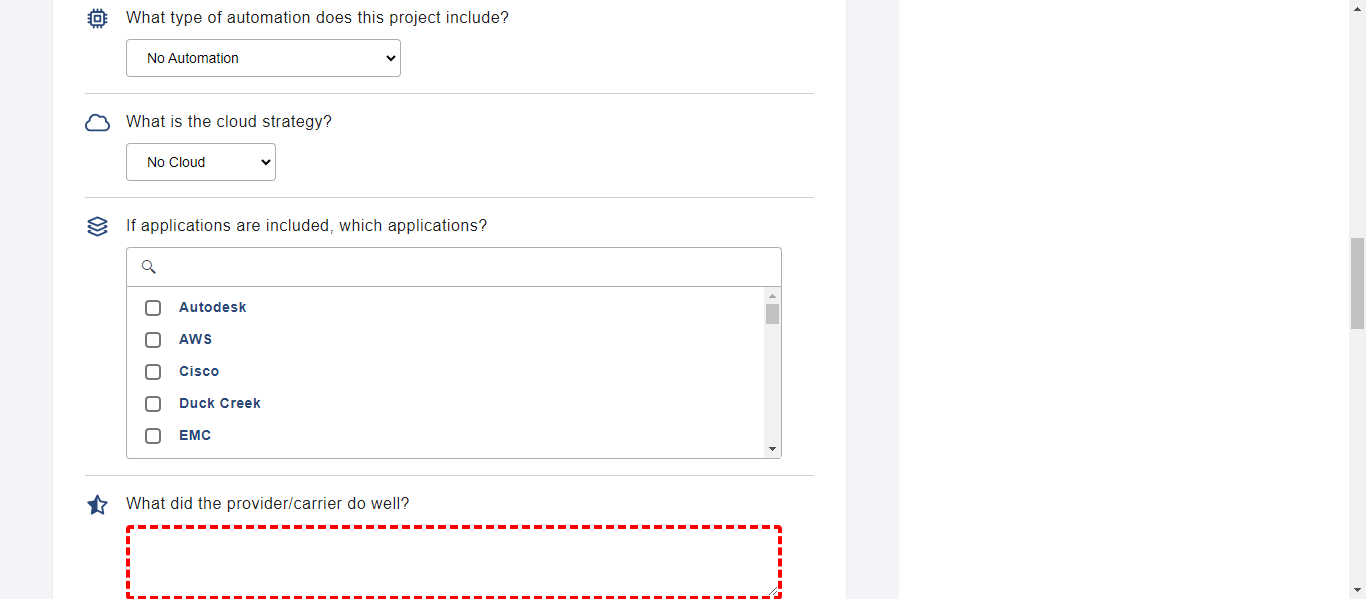 What type of automation does this project include?
No Automation
What is the cloud strategy?
No Cloud
If applications are included, which applications?
Autodesk
AWS
Cisco
Duck Creek
EMC
What did the provider/carrier do well?